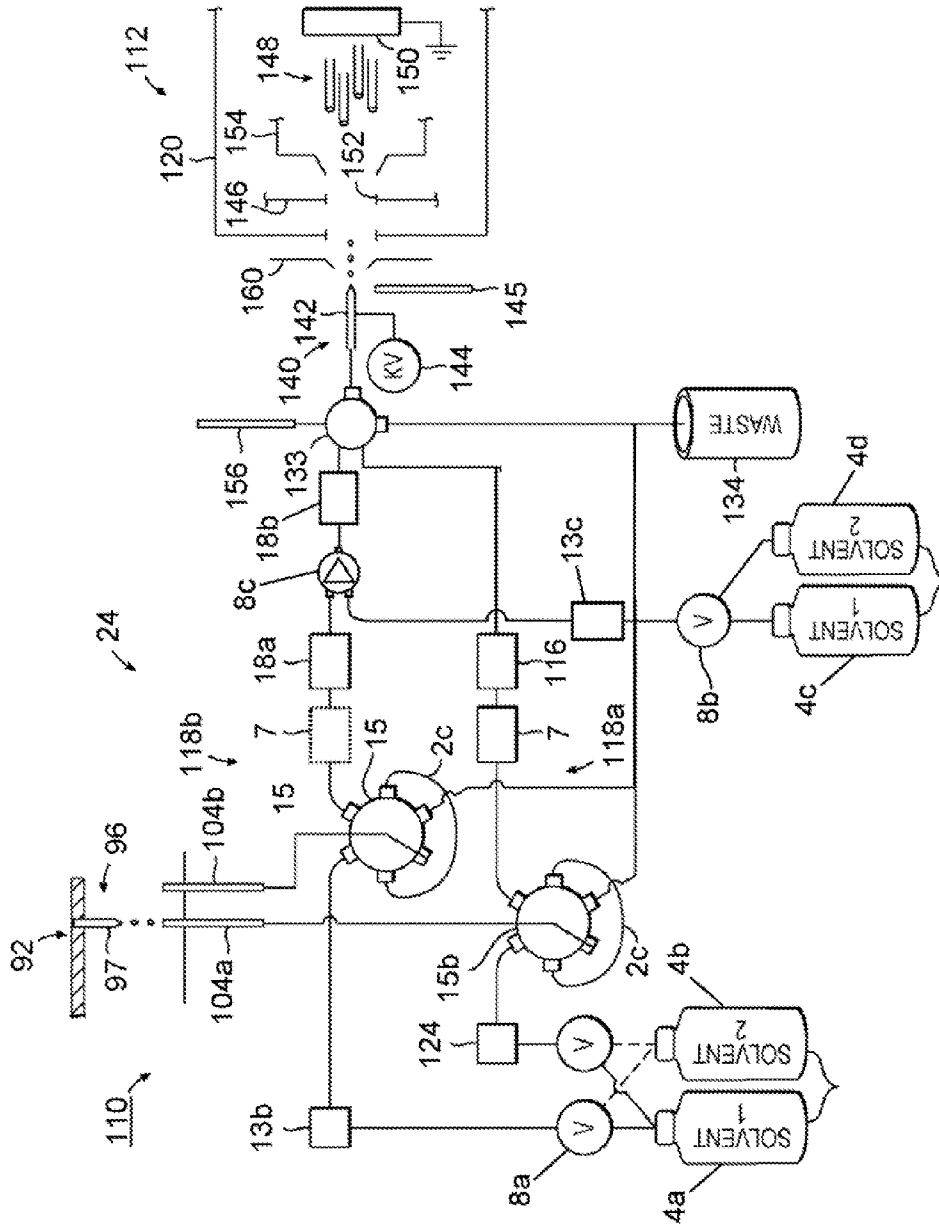 112
120
154
148
146
152
150
160
142
140
145
KV
144
156
133
18b
8c
13c
WASTE
134
4d
SOLVENT 2
SOLVENT 1
V
8b
4c
24
18a
116
7
7
118b
15
15
2c
118a
96
104b
92
97
104a
15b
2c
4b
124
V
SOLVENT 2
110
13b
V
8a
SOLVENT 1
4a